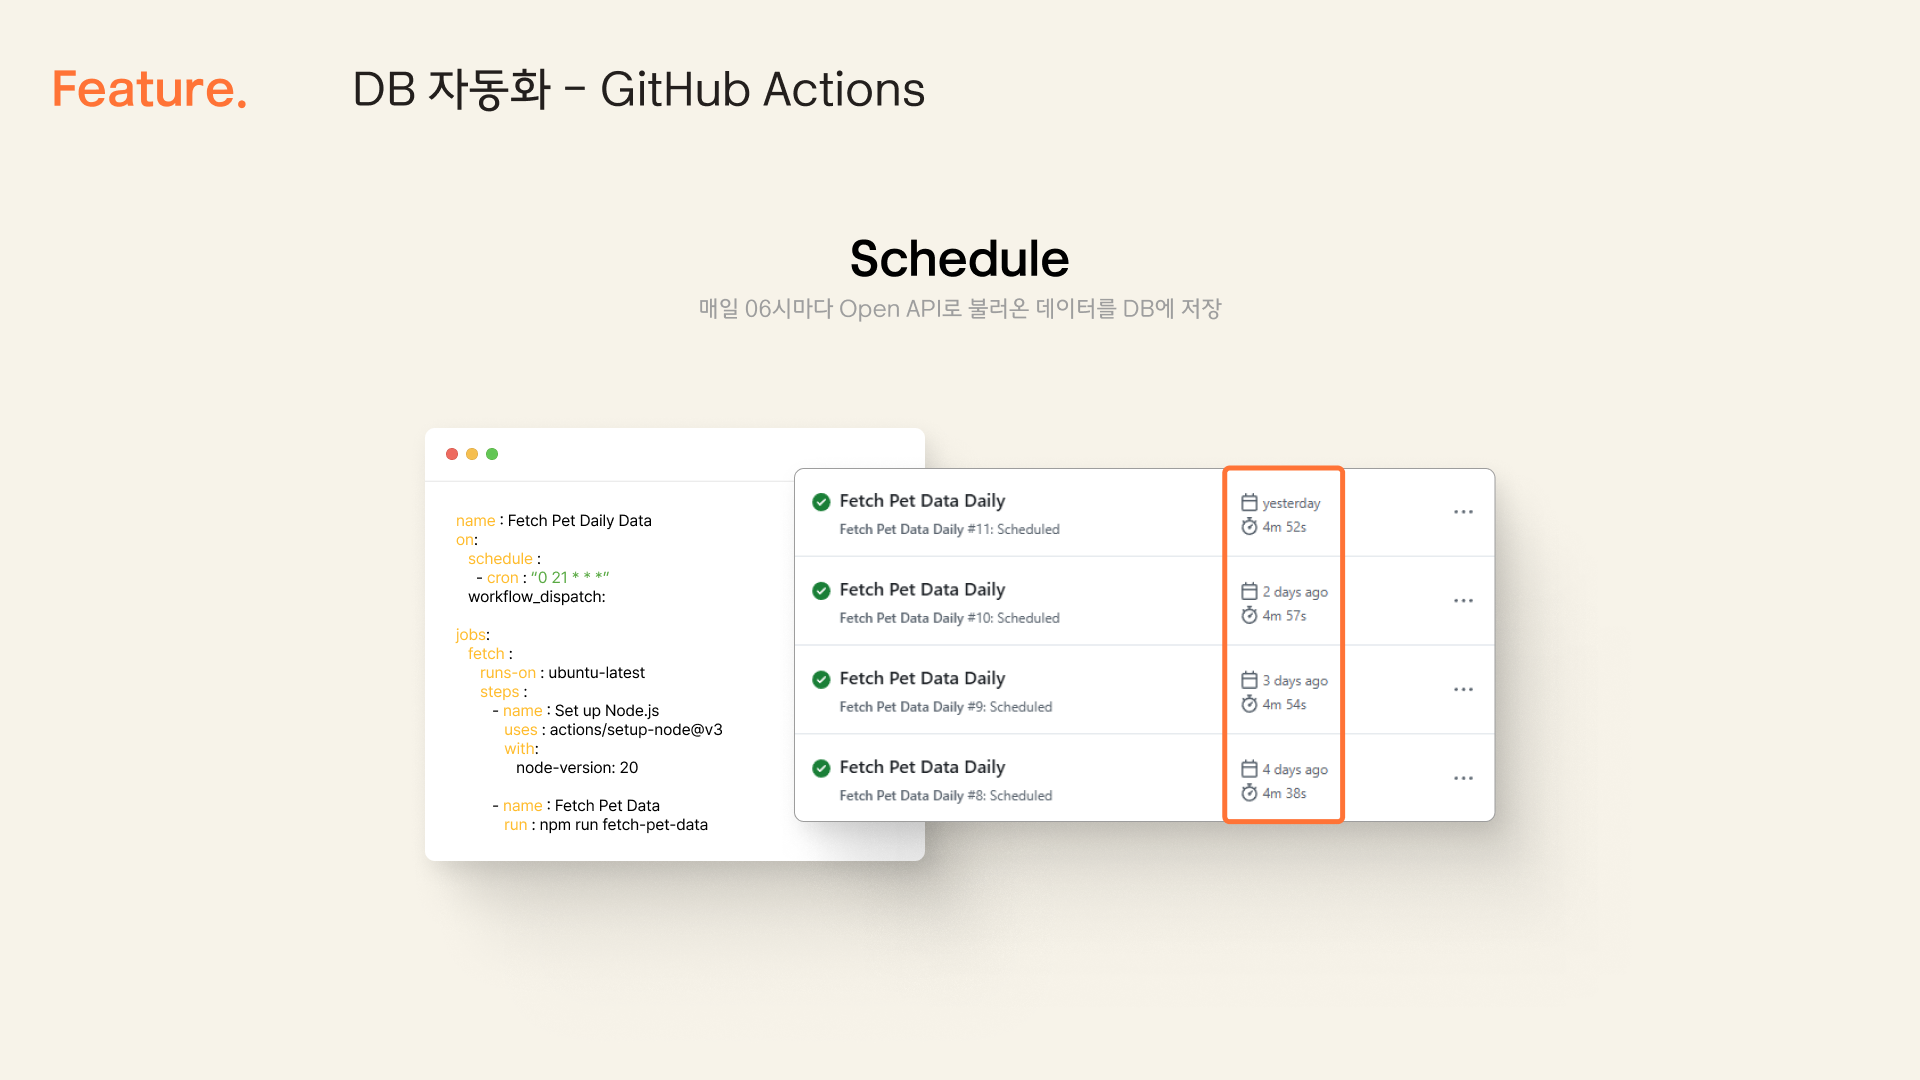 Feature.
DB 자동화 - GitHub Actions
Schedule
매일 06시마다 Open API로 불러온 데이터를 DB에 저장
name : Fetch Pet Daily Data
on:
schedule :
- cron : “0 21 * * *”
workflow_dispatch:
jobs:
fetch :
runs-on : ubuntu-latest
steps :
- name : Set up Node.js
uses : actions/setup-node@v3
with:
node-version: 20
- name : Fetch Pet Data
run : npm run fetch-pet-data
Fetch Pet Data Daily
Fetch Pet Data Daily #11: Scheduled
yesterday
4m 52s
Fetch Pet Data Daily
Fetch Pet Data Daily #10: Scheduled
2 days ago
4m 57s
Fetch Pet Data Daily
Fetch Pet Data Daily #9: Scheduled
3 days ago
4m 54s
Fetch Pet Data Daily
Fetch Pet Data Daily #8: Scheduled
4 days ago
4m 38s